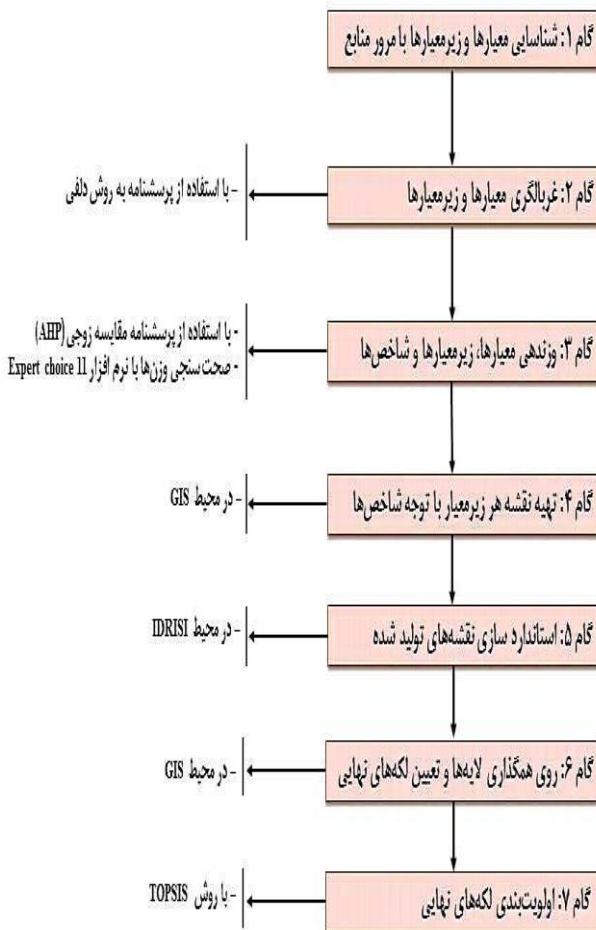 گام ۱: شناسایی معیارها و زیرمعیارها با مرور منابع
گام ۲: غربالگری معیارها و زیرمعیارها
- با استفاده از پرسشنامه به روش دلفی
گام ۳: وزندهی معیارها، زیرمعیارها و شاخص‌ها
- با استفاده از پرسشنامه مقایسه زوجی (AHP)
- صحت سنجی وزن‌ها با نرم افزار Expert choice 11
گام ۴: تهیه نقشه هر زیرمعیار با توجه شاخص‌ها
- در محیط GIS
گام ۵: استاندارد سازی نقشه‌های تولید شده
- در محیط IDRISI
گام ۶: روی همگذاری لایه‌ها و تعیین لکه‌های نهایی
- در محیط GIS
گام ۷: اولویت‌بندی لکه‌های نهایی
- با روش TOPSIS